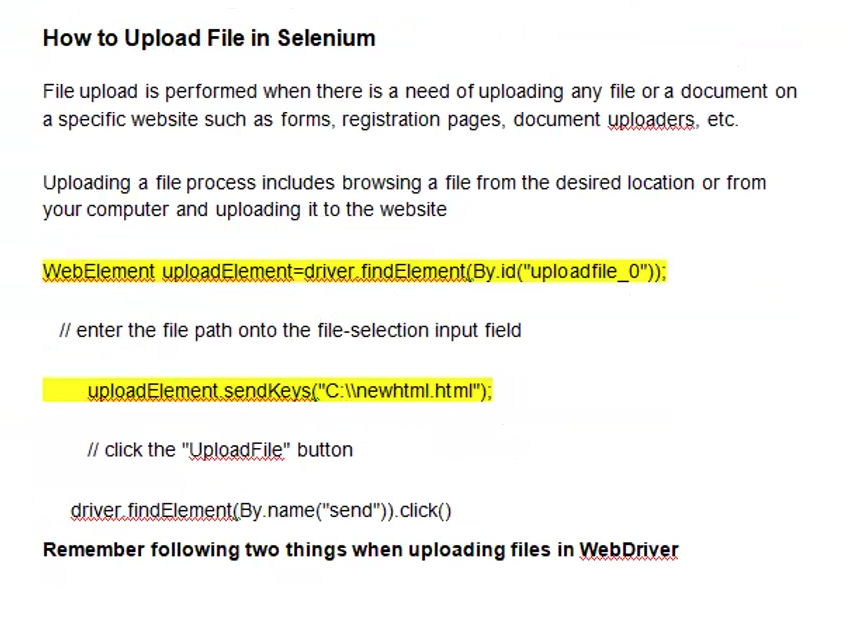 How to Upload File in Selenium
File upload is performed when there is a need of uploading any file or a document on
a specific website such as forms, registration pages, document uploaders, etc.
Uploading a file process includes browsing a file from the desired location or from
your computer and uploading it to the website
WebElement uploadElement=driver.findElement(By.id("uploadfile_0"));
// enter the file path onto the file-selection input field
uploadElement.sendKeys("C:\\newhtml.html");
// click the "UploadFile" button
driver.findElement(By.name("send")).click()
Remember following two things when uploading files in WebDriver